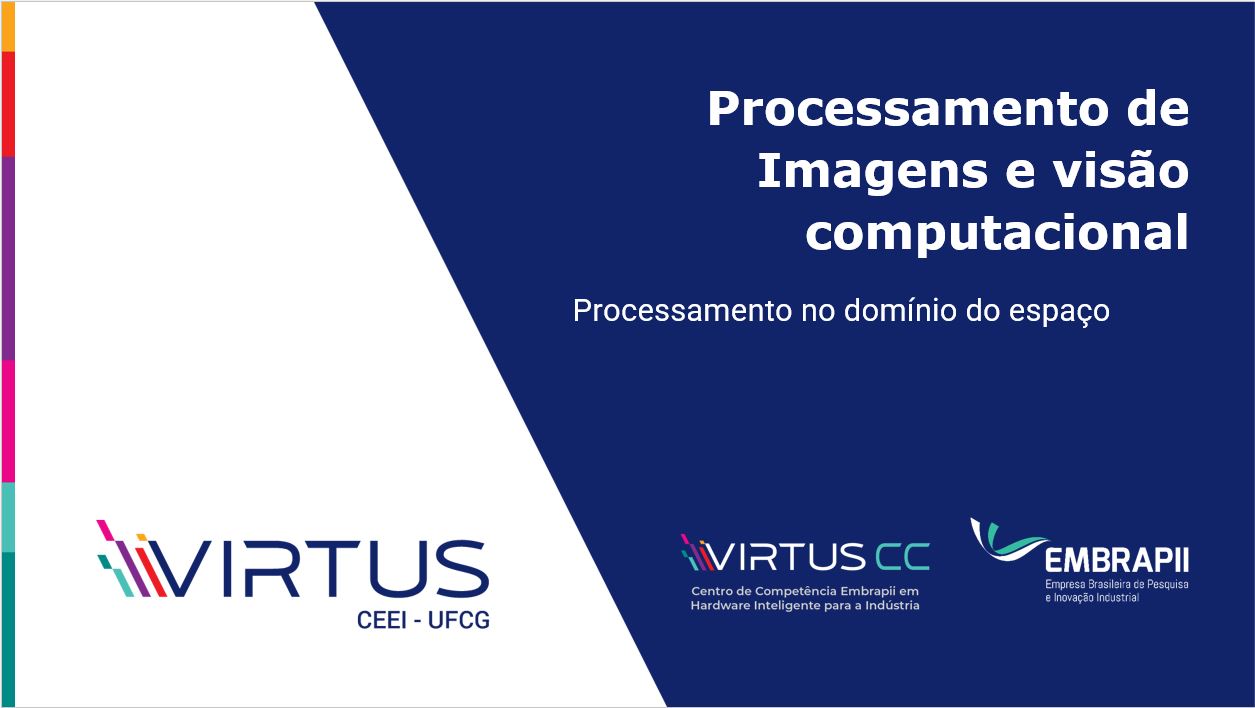 Processamento de
Imagens e visão
computacional
Processamento no domínio do espaço
VIRTUS
CEEI - UFCG
VIRTUS CC
Centro de Competência Embrapii em
Hardware Inteligente para a Indústria
EMBRAPII
Empresa Brasileira de Pesquisa
e Inovação Industrial